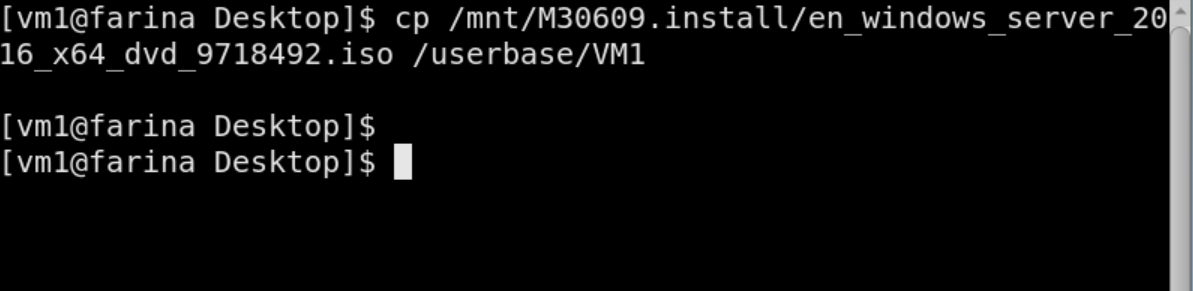 [vm1@farina Desktop]$ cp /mnt/M30609.install/en_windows_server_20
16_x64_dvd_9718492.iso /userbase/VM1
[vm1@farina Desktop]$
[vm1@farina Desktop]$